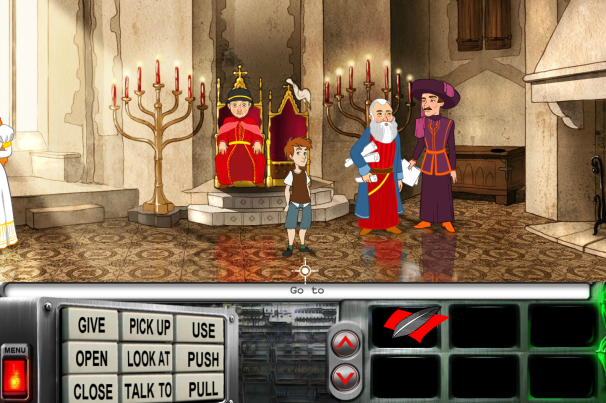 Go to
GIVE PICK UP USE
OPEN LOOK AT PUSH
CLOSE TALK TO PULL
MENU